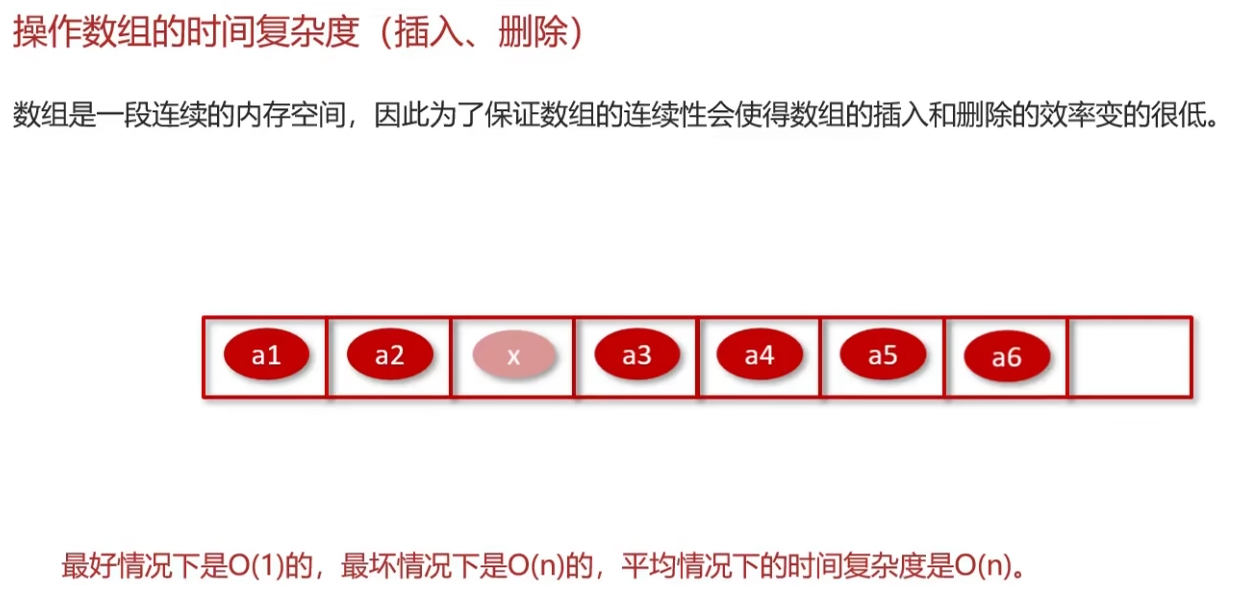 操作数组的时间复杂度（插入、删除）
数组是一段连续的内存空间，因此为了保证数组的连续性会使得数组的插入和删除的效率变的很低。
a1 a2 x a3 a4 a5 a6
最好情况下是O(1)的，最坏情况下是O(n)的，平均情况下的时间复杂度是O(n)。